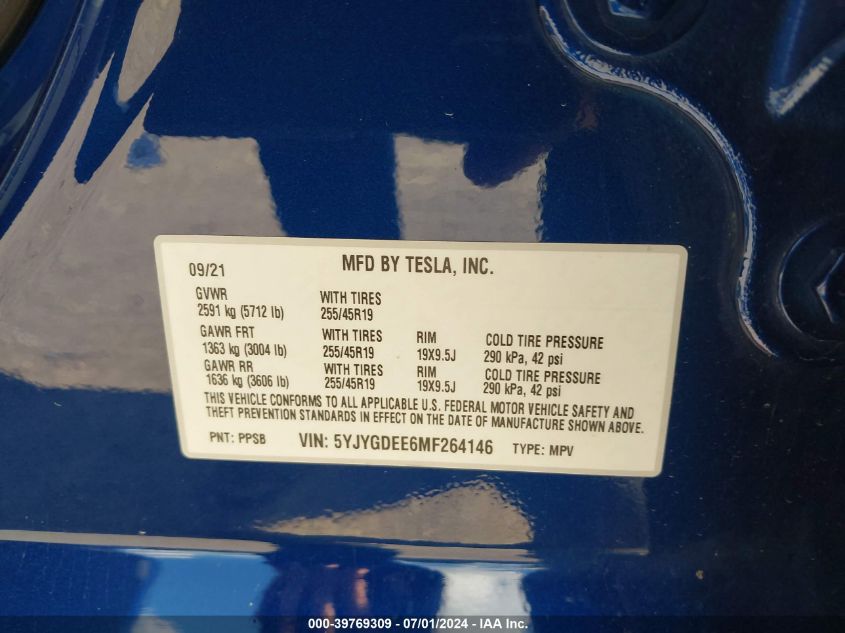 09/21 MFD BY TESLA, INC.
GVWR WITH TIRES
2591 kg (5712 lb) 255/45R19
GAWR FRT WITH TIRES RIM COLD TIRE PRESSURE
1363 kg (3004 lb) 255/45R19 19X9.5J 290 kPa, 42 psi
GAWR RR WITH TIRES RIM COLD TIRE PRESSURE
1636 kg (3606 lb) 255/45R19 19X9.5J 290 kPa, 42 psi
THIS VEHICLE CONFORMS TO ALL APPLICABLE U.S. FEDERAL MOTOR VEHICLE SAFETY AND
THEFT PREVENTION STANDARDS IN EFFECT ON THE DATE OF MANUFACTURE SHOWN ABOVE.
PNT: PPSB VIN: 5YJYGDEE6MF264146 TYPE: MPV
000-39769309 - 07/01/2024 - IAA Inc.